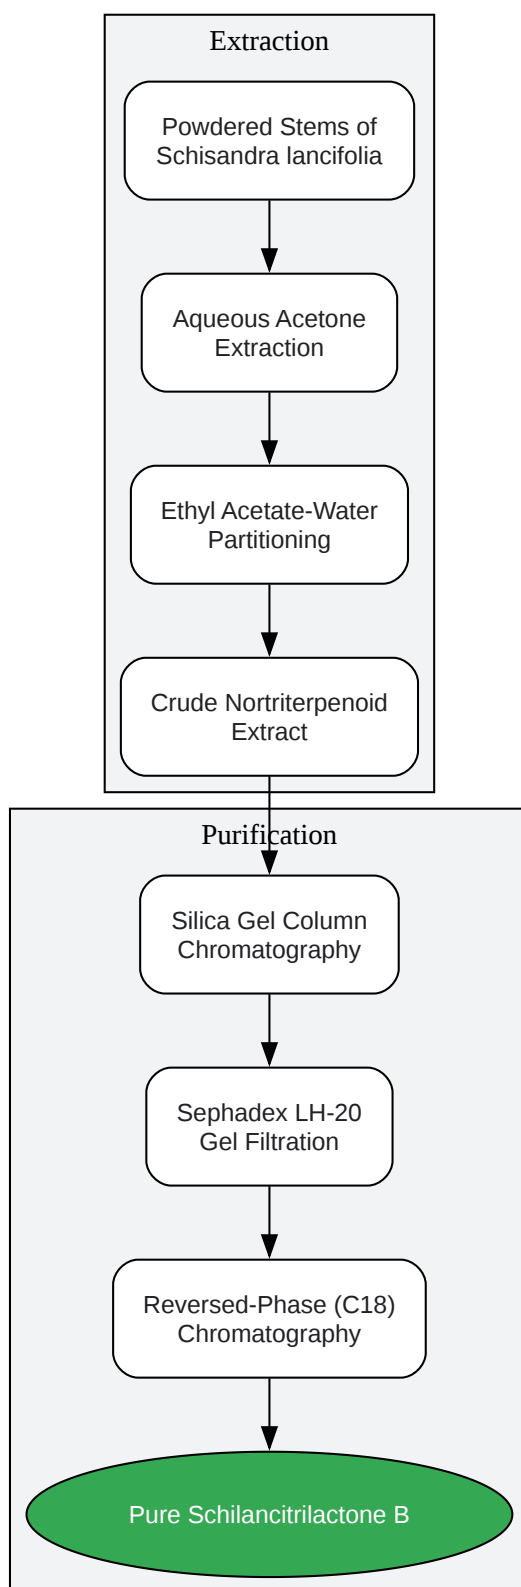 Extraction
Powdered Stems of
Schisandra lancifolia
Aqueous Acetone
Extraction
Ethyl Acetate-Water
Partitioning
Crude Nortriterpenoid
Extract
Purification
Silica Gel Column
Chromatography
Sephadex LH-20
Gel Filtration
Reversed-Phase (C18)
Chromatography
Pure Schilancitrilactone B